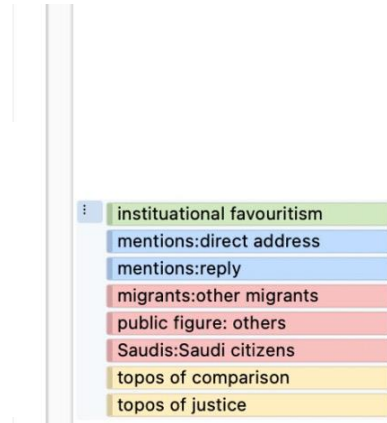 instituational favouritism
mentions:direct address
mentions:reply
migrants:other migrants
public figure: others
Saudis:Saudi citizens
topos of comparison
topos of justice